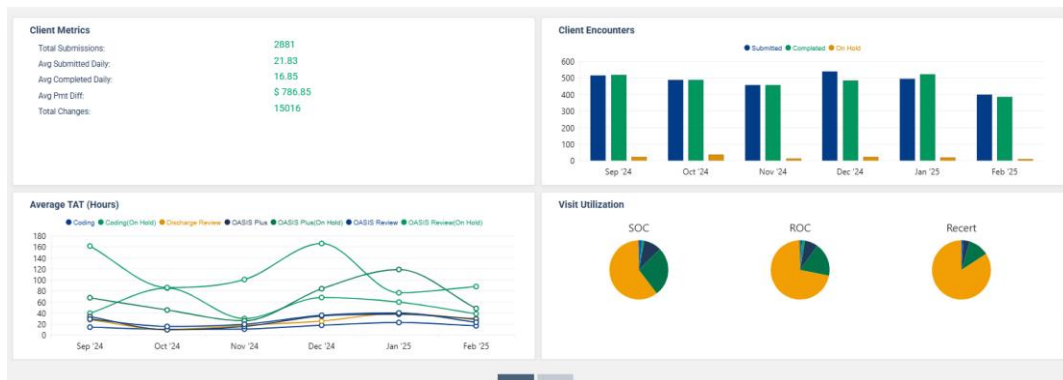 Client Metrics
Total Submissions: 2881
Avg Submitted Daily: 21.83
Avg Completed Daily: 16.85
Avg Pmt Diff: $ 786.85
Total Changes: 15016
Client Encounters
Submitted Completed On Hold
600
500
400
300
200
100
0
Sep '24 Oct '24 Nov '24 Dec '24 Jan '25 Feb '25
Average TAT (Hours)
Coding Coding(On Hold) Discharge Review OASIS Plus OASIS Plus(On Hold) OASIS Review OASIS Review(On Hold)
180
160
140
120
100
80
60
40
20
0
Sep '24 Oct '24 Nov '24 Dec '24 Jan '25 Feb '25
Visit Utilization
SOC ROC Recert